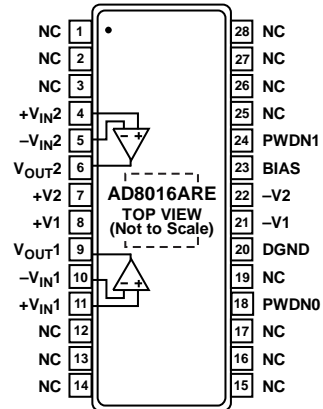 NC 1 28 NC
NC 2 27 NC
NC 3 26 NC
+VIN2 4 25 NC
−VIN2 5 24 PWDN1
VOUT2 6 23 BIAS
+V2 7 AD8016ARE 22 −V2
+V1 8 TOP VIEW 21 −V1
(Not to Scale)
VOUT1 9 20 DGND
−VIN1 10 19 NC
+VIN1 11 18 PWDN0
NC 12 17 NC
NC 13 16 NC
NC 14 15 NC